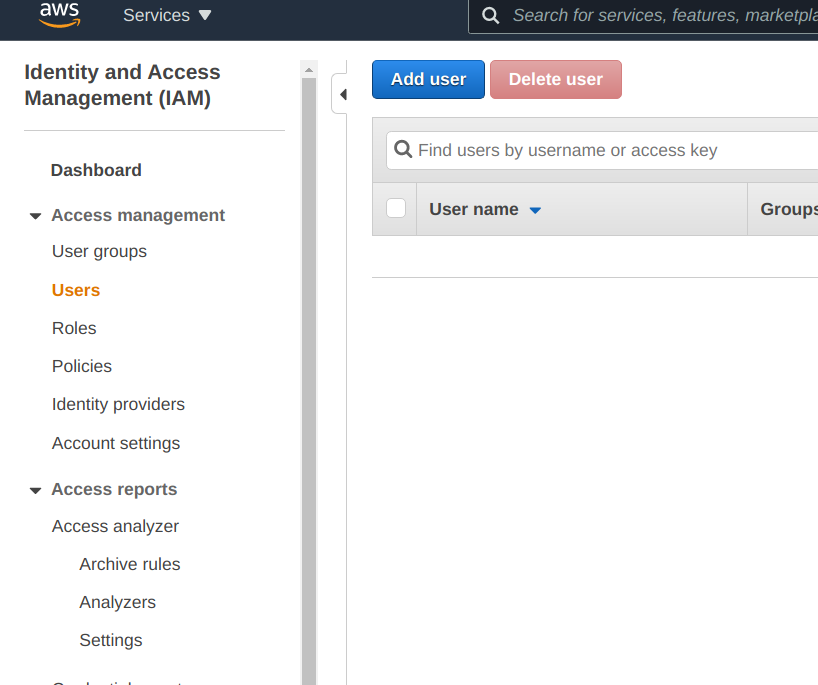 aws
Services
Search for services, features,
Identity and Access
Management (IAM)
Add user
Delete user
Find users by username or access key
Dashboard
User name
Groups
Access management
User groups
Users
Roles
Policies
Identity providers
Account settings
Access reports
Access analyzer
Archive rules
Analyzers
Settings